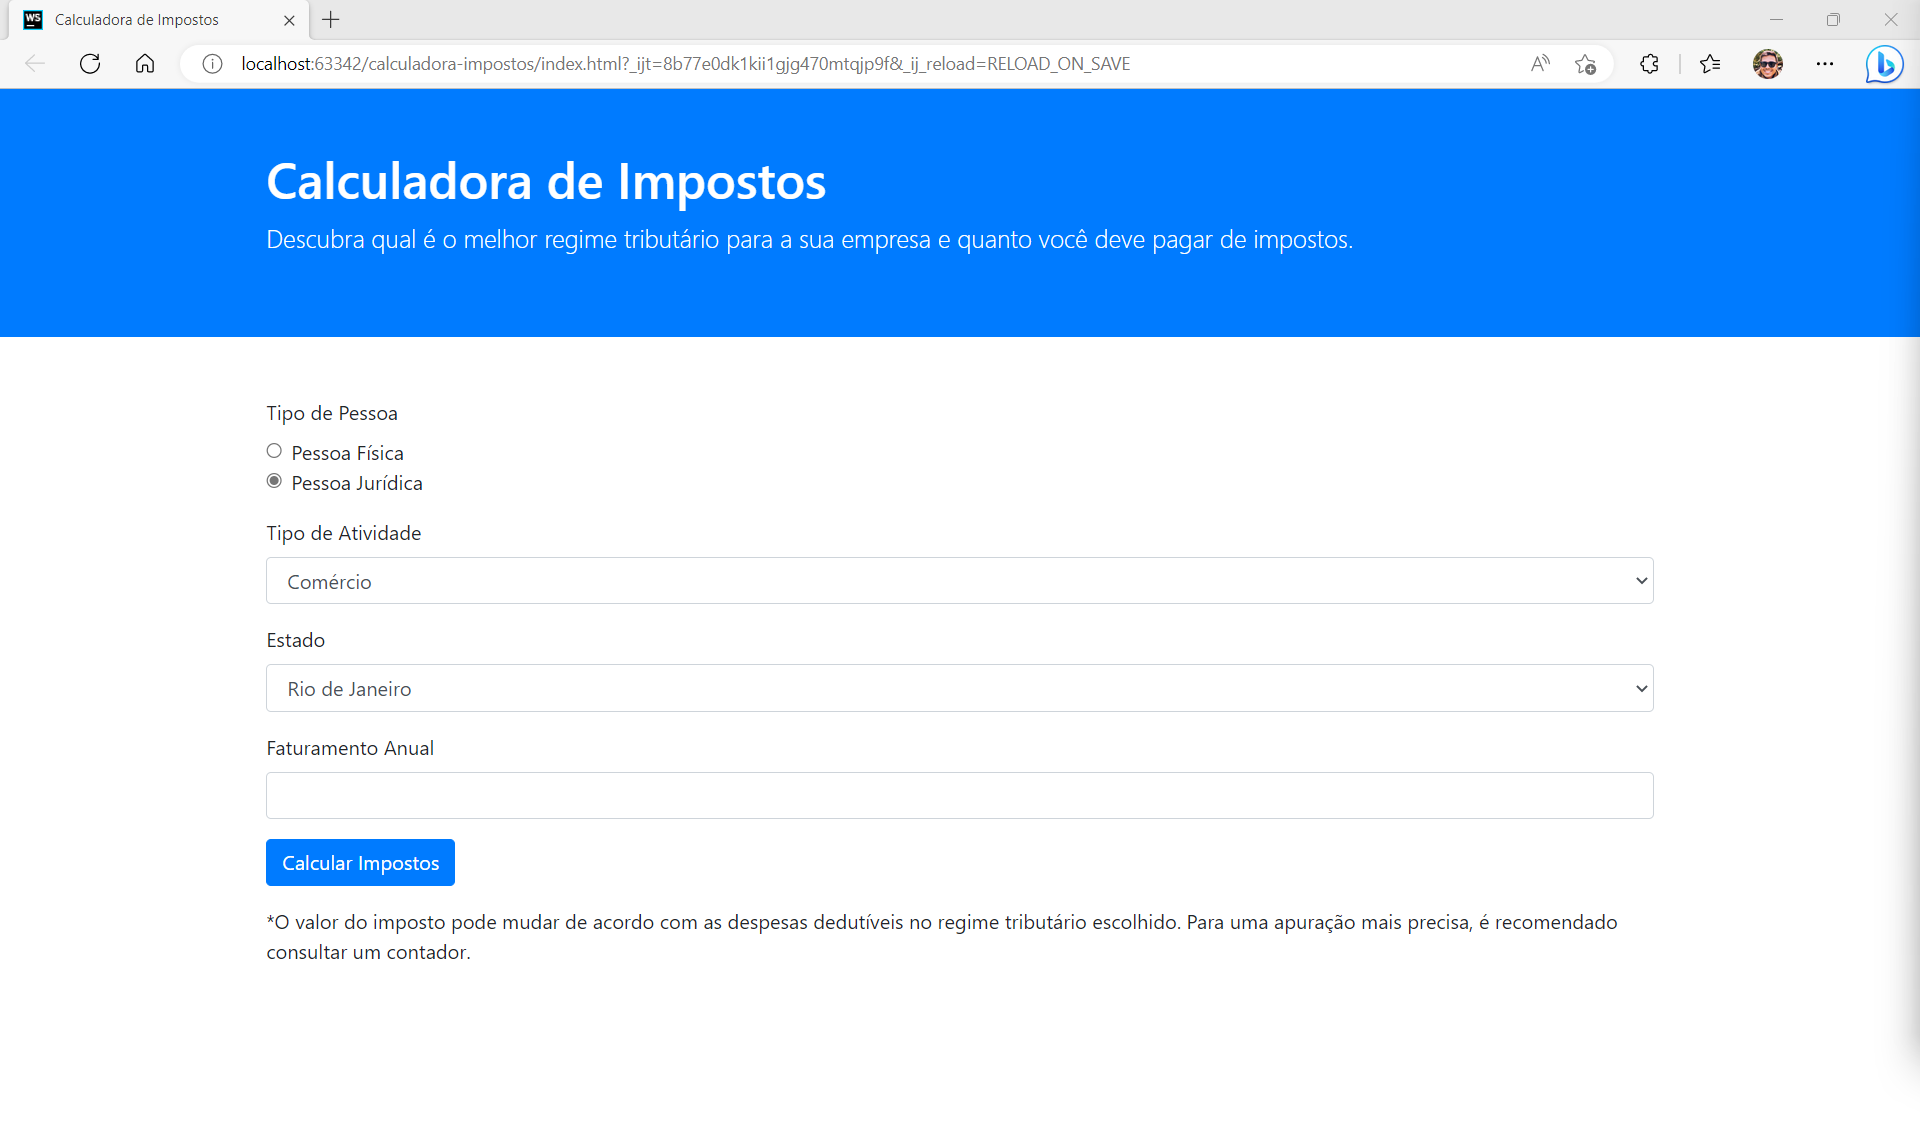 WS
Calculadora de Impostos
localhost:63342/calculadora-impostos/index.html?_ijt=8b77e0dk1kii1gjg470mtqjp9f&_ij_reload=RELOAD_ON_SAVE
Calculadora de Impostos
Descubra qual é o melhor regime tributário para a sua empresa e quanto você deve pagar de impostos.
Tipo de Pessoa
Pessoa Física
Pessoa Jurídica
Tipo de Atividade
Comércio
Estado
Rio de Janeiro
Faturamento Anual
Calcular Impostos
*O valor do imposto pode mudar de acordo com as despesas dedutíveis no regime tributário escolhido. Para uma apuração mais precisa, é recomendado
consultar um contador.